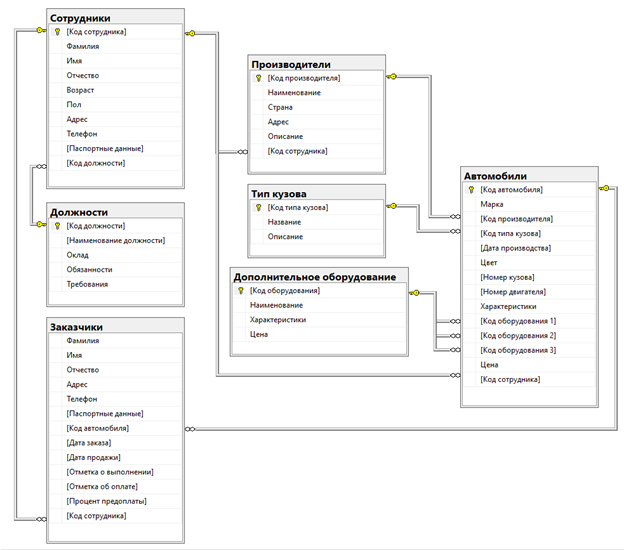 Сотрудники
[Код сотрудника]
Фамилия
Имя
Отчество
Возраст
Пол
Адрес
Телефон
[Паспортные данные]
[Код должности]
Должности
[Код должности]
[Наименование должности]
Оклад
Обязанности
Требования
Заказчики
Фамилия
Имя
Отчество
Адрес
Телефон
[Паспортные данные]
[Код автомобиля]
[Дата заказа]
[Дата продажи]
[Отметка о выполнении]
[Отметка об оплате]
[Процент предоплаты]
[Код сотрудника]
Производители
[Код производителя]
Наименование
Страна
Адрес
Описание
[Код сотрудника]
Тип кузова
[Код типа кузова]
Название
Описание
Дополнительное оборудование
[Код оборудования]
Наименование
Характеристики
Цена
Автомобили
[Код автомобиля]
Марка
[Код производителя]
[Код типа кузова]
[Дата производства]
Цвет
[Номер кузова]
[Номер двигателя]
Характеристики
[Код оборудования 1]
[Код оборудования 2]
[Код оборудования 3]
Цена
[Код сотрудника]